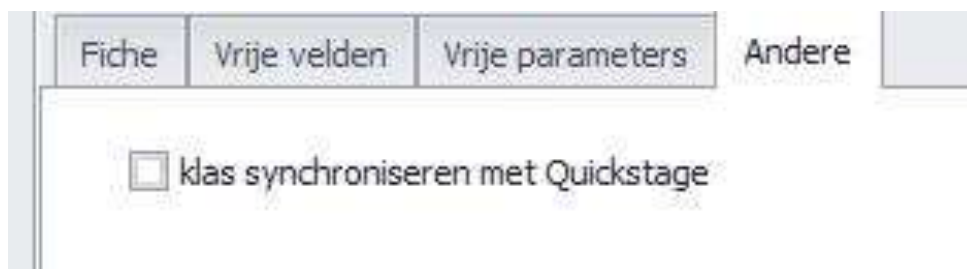 Fiche Vrije velden Vrije parameters Andere
klas synchroniseren met Quickstage